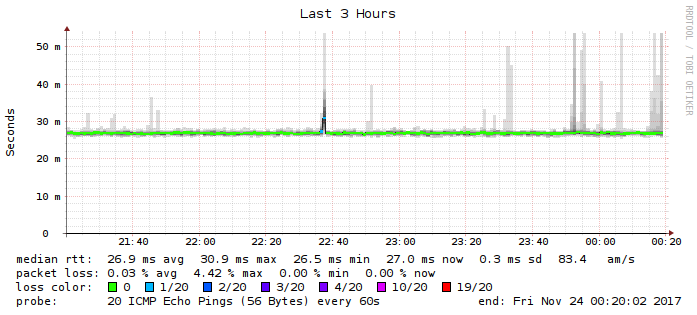 Last 3 Hours
RRDTOOL / TOBI OETIKER
Seconds
50 m
40 m
30 m
20 m
10 m
0
21:40 22:00 22:20 22:40 23:00 23:20 23:40 00:00 00:20
median rtt: 26.9 ms avg 30.9 ms max 26.5 ms min 27.0 ms now 0.3 ms sd 83.4 am/s
packet loss: 0.03 % avg 4.42 % max 0.00 % min 0.00 % now
loss color: 0 1/20 2/20 3/20 4/20 10/20 19/20
probe: 20 ICMP Echo Pings (56 Bytes) every 60s end: Fri Nov 24 00:20:02 2017